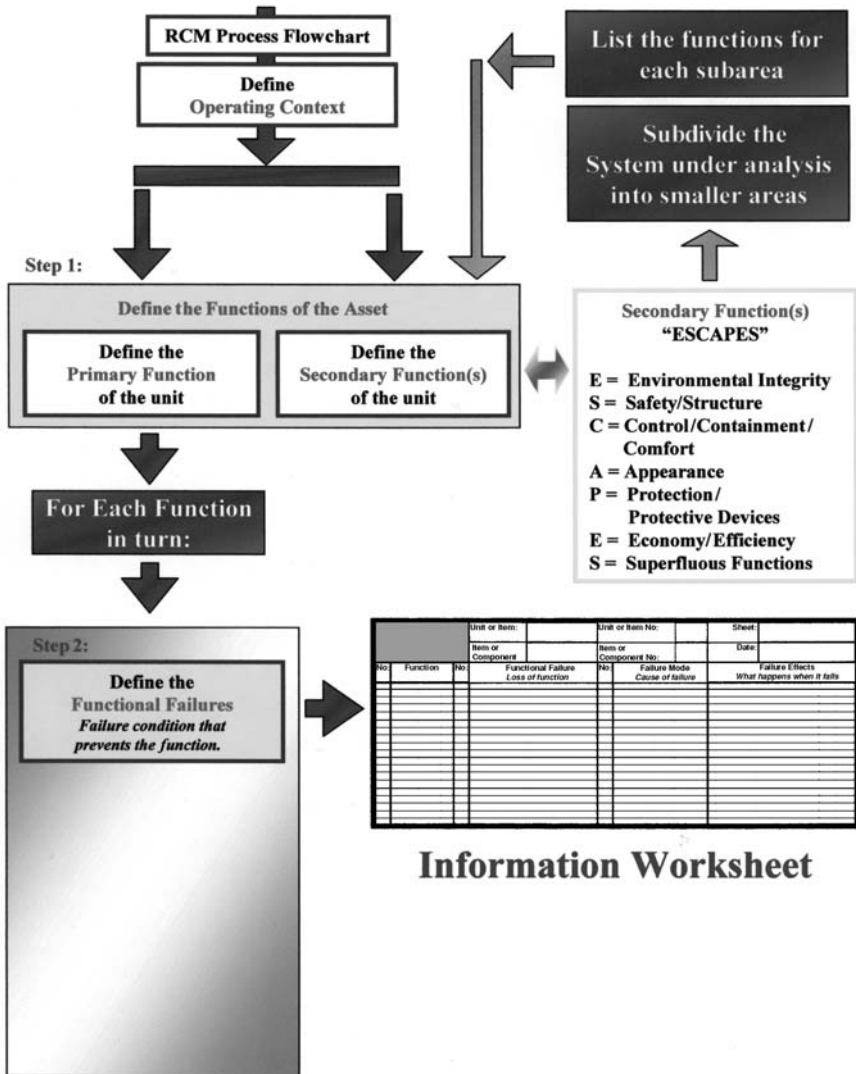 RCM Process Flowchart
Define
Operating Context
List the functions for
each subarea
Subdivide the
System under analysis
into smaller areas
Step 1:
Define the Functions of the Asset
Define the
Primary Function
of the unit
Define the
Secondary Function(s)
of the unit
Secondary Function(s)
“ESCAPES”
E = Environmental Integrity
S = Safety/Structure
C = Control/Containment/
Comfort
A = Appearance
P = Protection/
Protective Devices
E = Economy/Efficiency
S = Superfluous Functions
For Each Function
in turn:
Step 2:
Define the
Functional Failures
Failure condition that
prevents the function.
Unit or Item: Unit or Item No: Sheet:
Item or
Component
Item or
Component No:
Date:
No: Function No: Functional Failure
Loss of function
No: Failure Mode
Cause of failure
Failure Effects
What happens when it fails
Information Worksheet